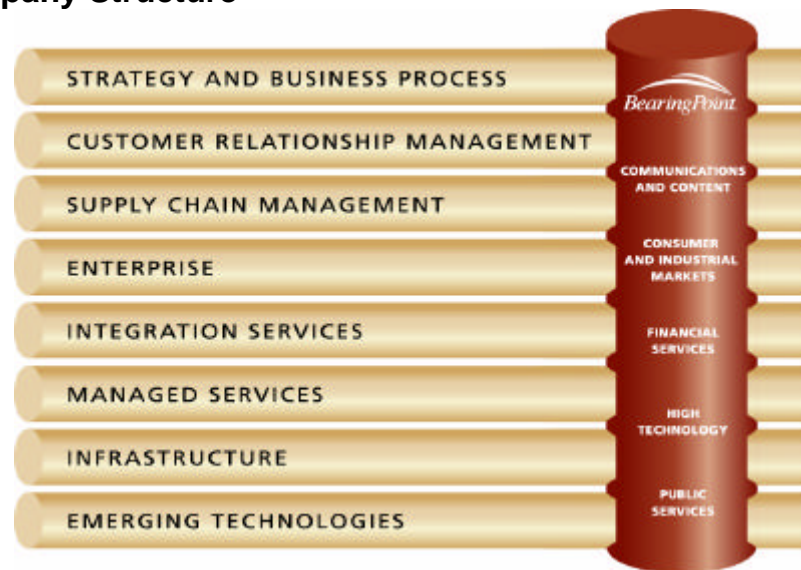 pany Structure
STRATEGY AND BUSINESS PROCESS
CUSTOMER RELATIONSHIP MANAGEMENT
SUPPLY CHAIN MANAGEMENT
ENTERPRISE
INTEGRATION SERVICES
MANAGED SERVICES
INFRASTRUCTURE
EMERGING TECHNOLOGIES
BearingPoint
COMMUNICATIONS
AND CONTENT
CONSUMER
AND INDUSTRIAL
MARKETS
FINANCIAL
SERVICES
HIGH
TECHNOLOGY
PUBLIC
SERVICES